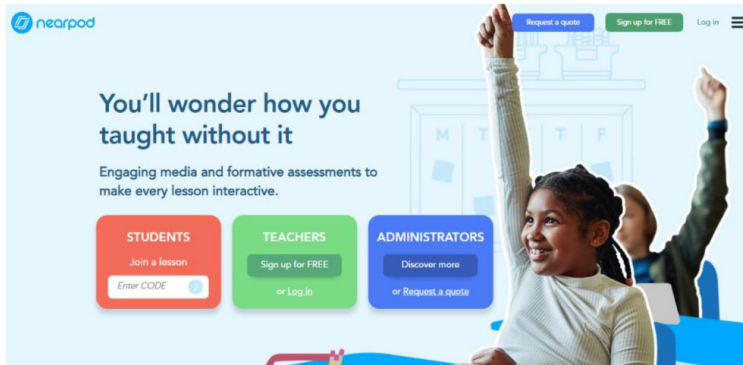 nearpod
Request a quote
Sign up for FREE
Log in
You'll wonder how you
taught without it
Engaging media and formative assessments to
make every lesson interactive.
M T T F
STUDENTS
Join a lesson
Enter CODE
TEACHERS
Sign up for FREE
or Log in
ADMINISTRATORS
Discover more
or Request a quote